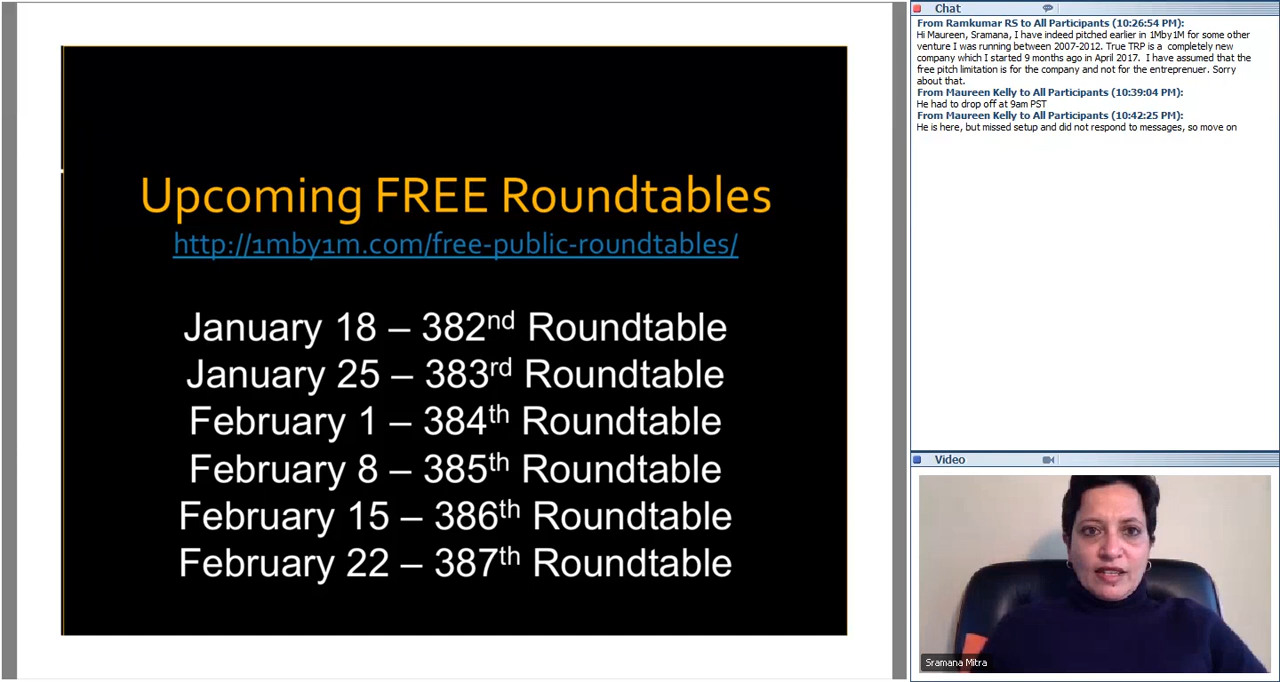 Upcoming FREE Roundtables
http://1mby1m.com/free-public-roundtables/
January 18 – 382nd Roundtable
January 25 – 383rd Roundtable
February 1 – 384th Roundtable
February 8 – 385th Roundtable
February 15 – 386th Roundtable
February 22 – 387th Roundtable
Chat
From Ramkumar RS to All Participants (10:26:54 PM):
Hi Maureen, Sramana, I have indeed pitched earlier in 1Mby1M for some other
venture I was running between 2007-2012. True TRP is a completely new
company which I started 9 months ago in April 2017. I have assumed that the
free pitch limitation is for the company and not for the entreprenuer. Sorry
about that.
From Maureen Kelly to All Participants (10:39:04 PM):
He had to drop off at 9am PST
From Maureen Kelly to All Participants (10:42:25 PM):
He is here, but missed setup and did not respond to messages, so move on
Video
Sramana Mitra